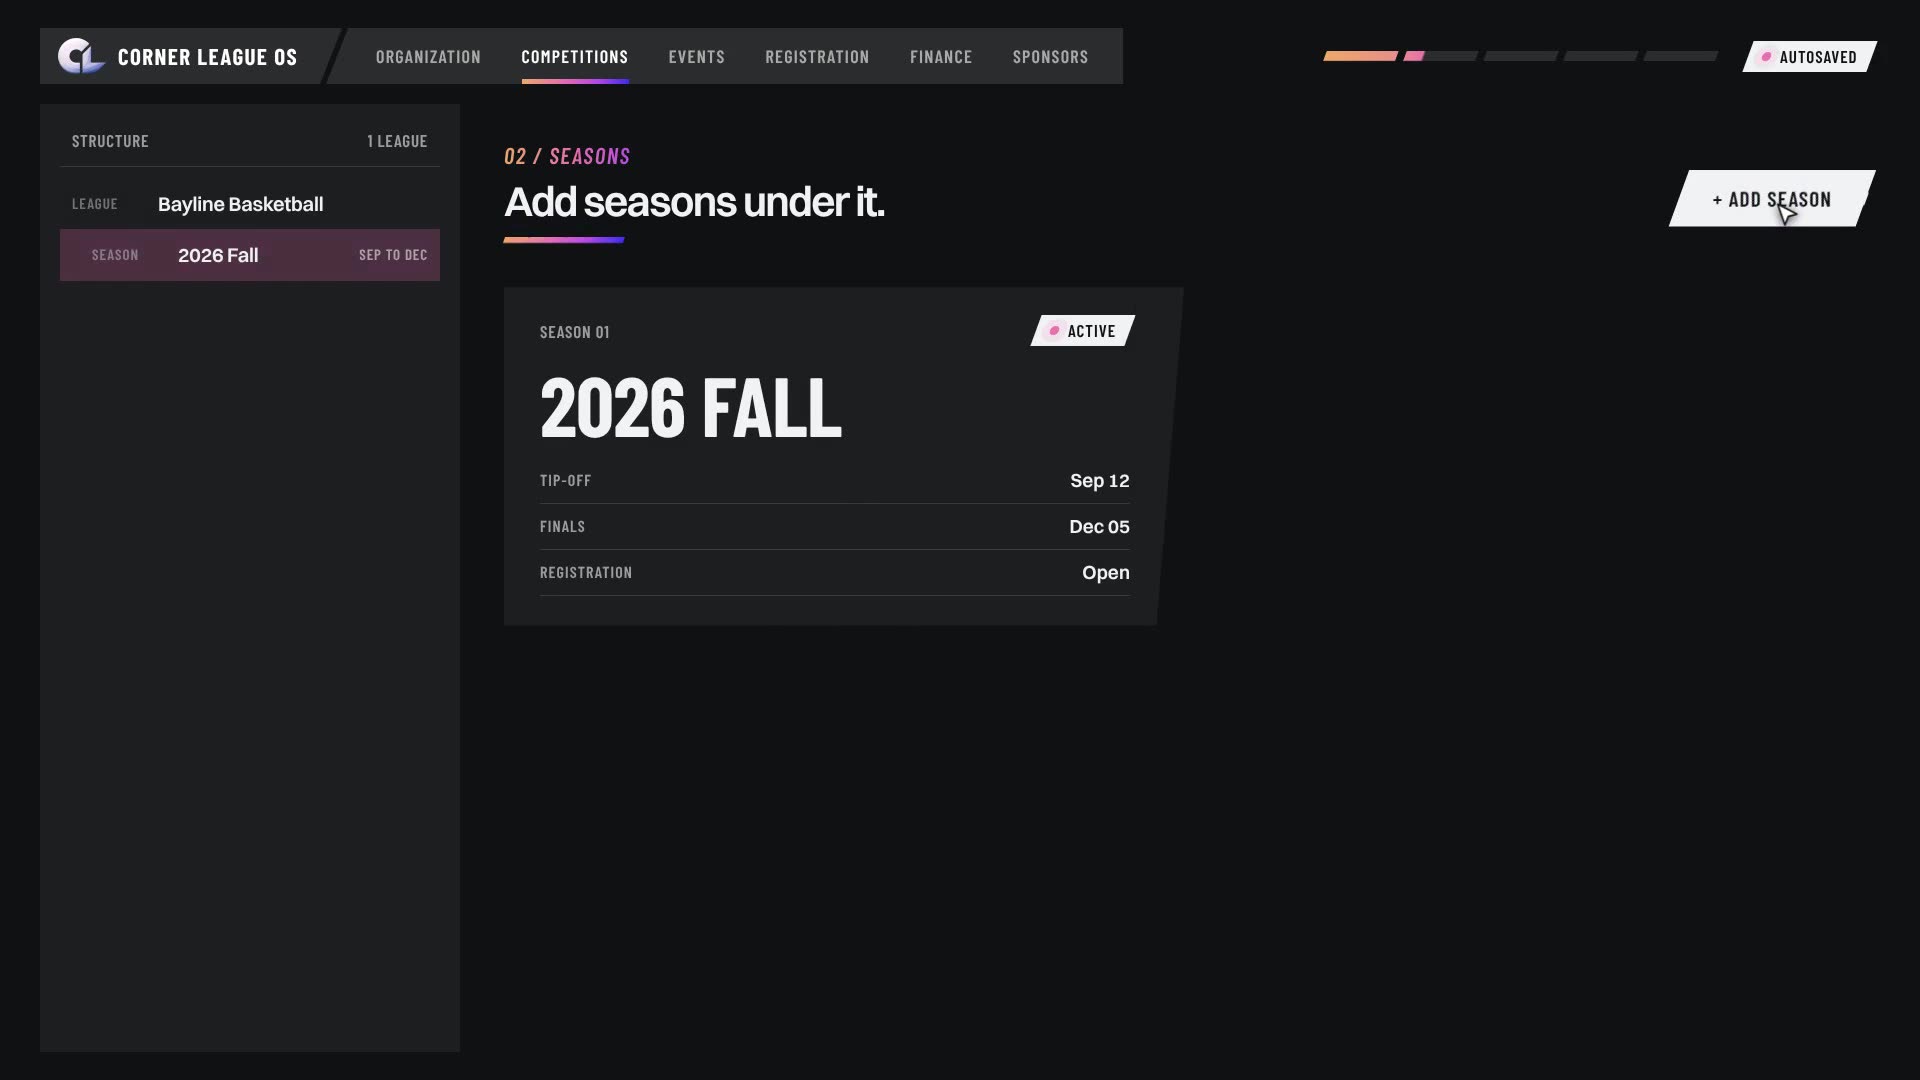 CL CORNER LEAGUE OS
ORGANIZATION COMPETITIONS EVENTS REGISTRATION FINANCE SPONSORS
AUTOSAVED
STRUCTURE 1 LEAGUE
LEAGUE Bayline Basketball
SEASON 2026 Fall SEP TO DEC
02 / SEASONS
Add seasons under it.
+ ADD SEASON
SEASON 01 ACTIVE
2026 FALL
TIP-OFF Sep 12
FINALS Dec 05
REGISTRATION Open